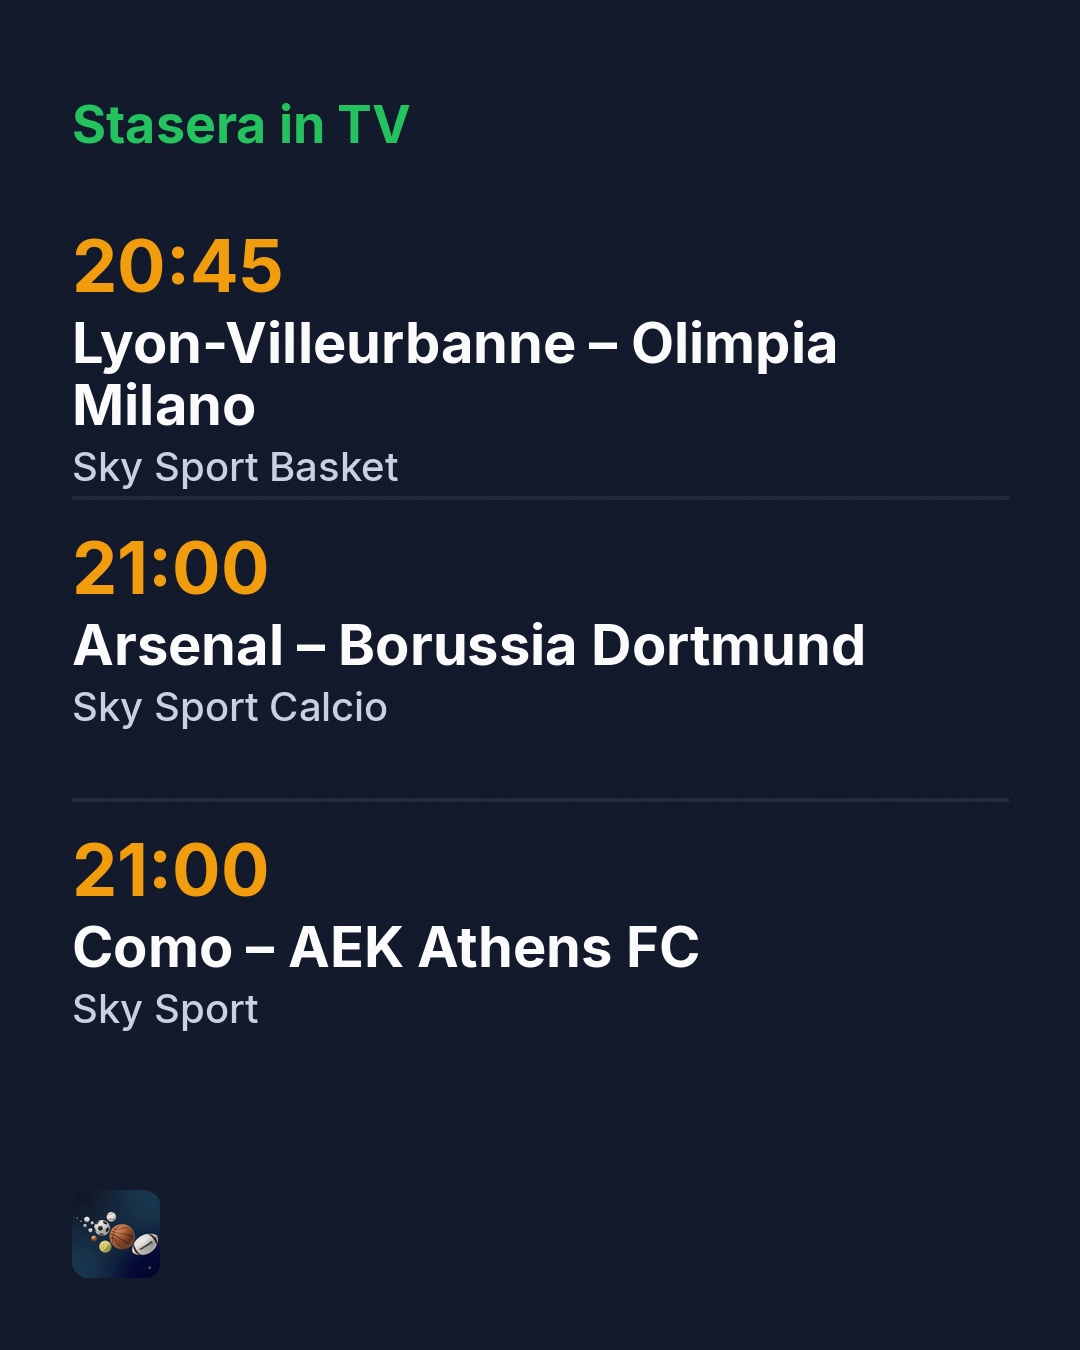 Stasera in TV
20:45
Lyon-Villeurbanne – Olimpia
Milano
Sky Sport Basket
21:00
Arsenal – Borussia Dortmund
Sky Sport Calcio
21:00
Como – AEK Athens FC
Sky Sport